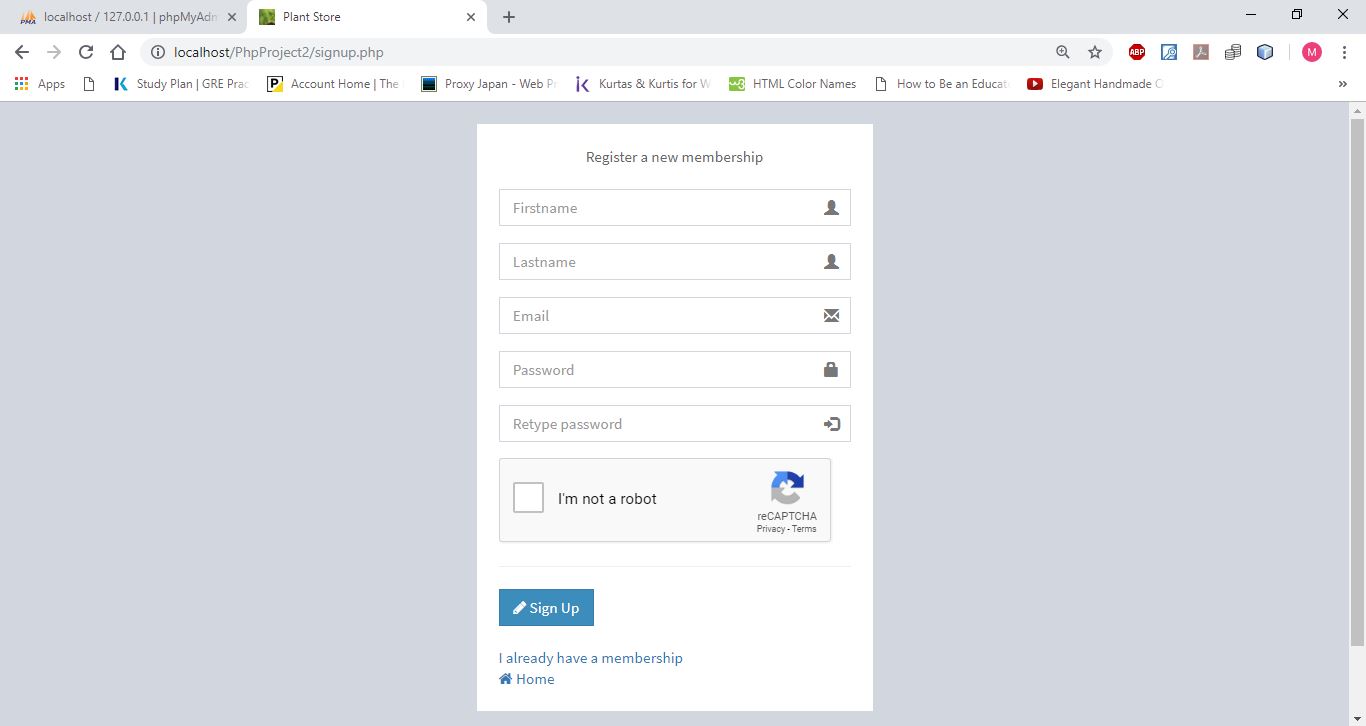 localhost / 127.0.0.1 | phpMyAdm
Plant Store
localhost/PhpProject2/signup.php
ABP
M
Apps
Study Plan | GRE Prac
Account Home | The
Proxy Japan - Web P
Kurtas & Kurtis for W
HTML Color Names
How to Be an Educat
Elegant Handmade C
Register a new membership
Firstname
Lastname
Email
Password
Retype password
I'm not a robot
reCAPTCHA
Privacy - Terms
Sign Up
I already have a membership
Home